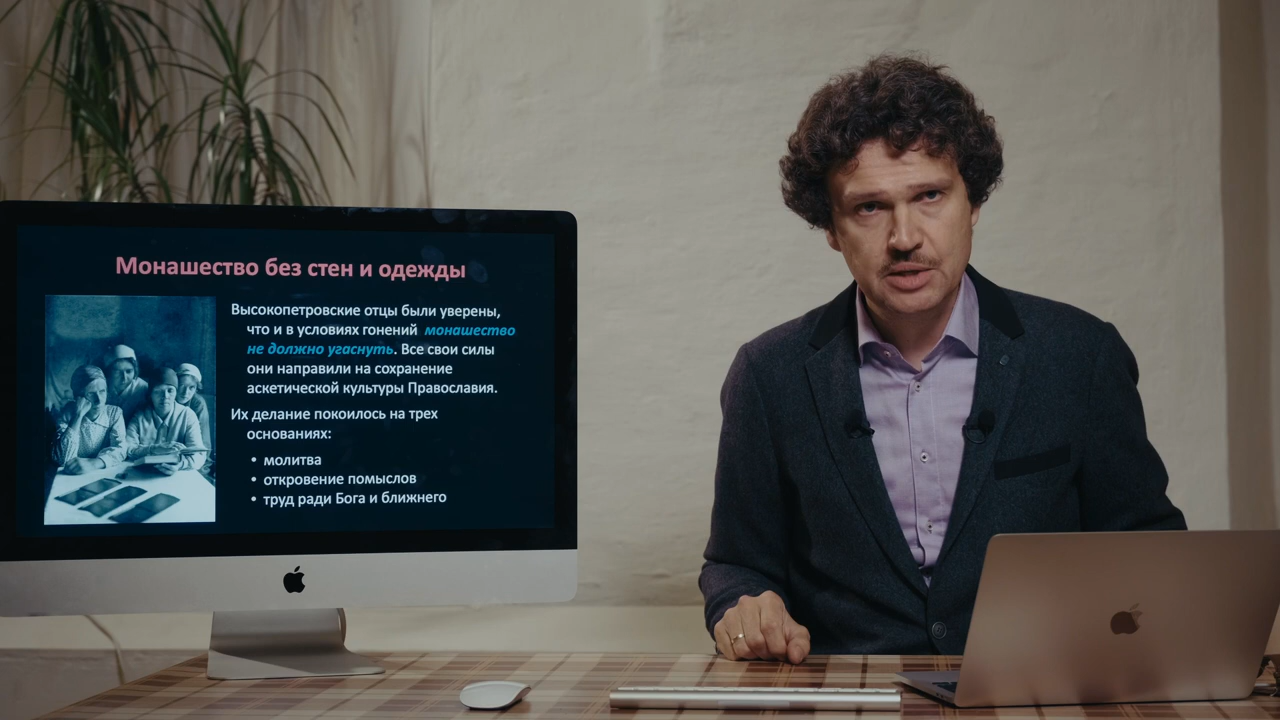 Монашество без стен и одежды
Высокопетровские отцы были уверены,
что и в условиях гонений монашество
не должно угаснуть. Все свои силы
они направили на сохранение
аскетической культуры Православия.
Их делание покоилось на трех
основаниях:
• молитва
• откровение помыслов
• труд ради Бога и ближнего